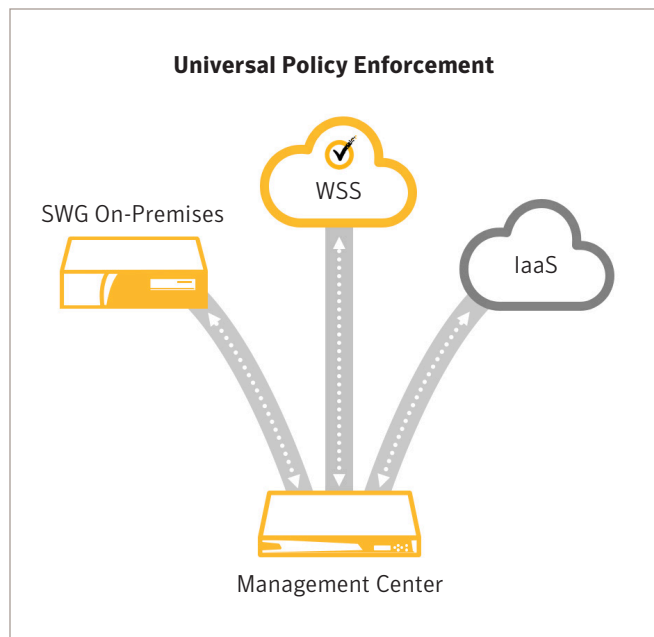 Universal Policy Enforcement
WSS
SWG On-Premises
IaaS
Management Center